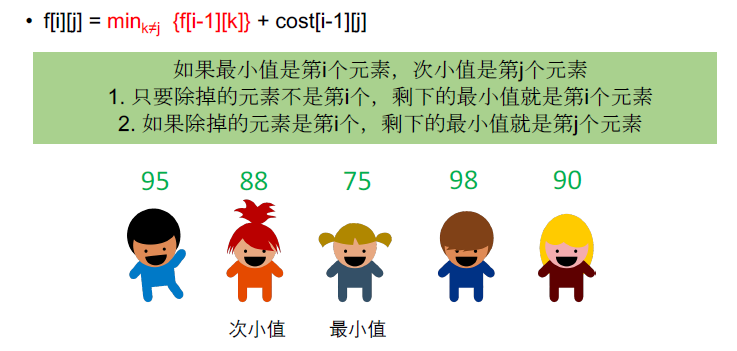 • f[i][j] = min_{k≠j} {f[i-1][k]} + cost[i-1][j]
如果最小值是第i个元素，次小值是第j个元素
1. 只要除掉的元素不是第i个，剩下的最小值就是第i个元素
2. 如果除掉的元素是第i个，剩下的最小值就是第j个元素
95 88 75 98 90
次小值 最小值